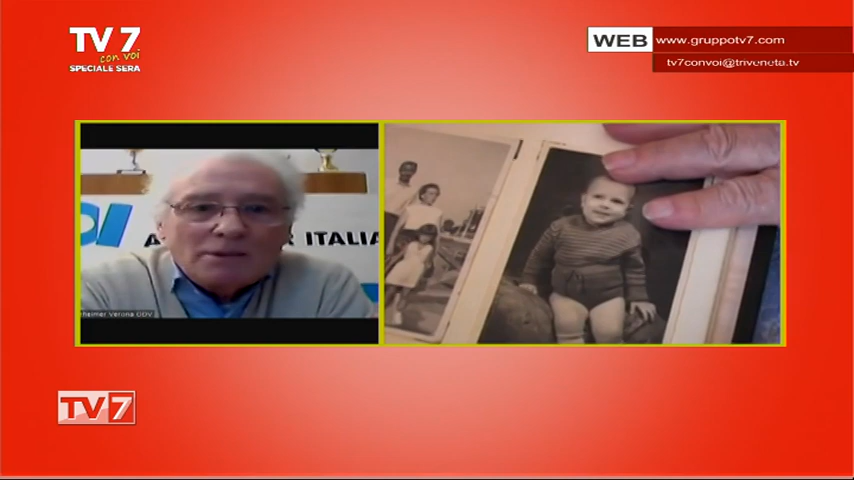 TV7
con voi
SPECIALE SERA
WEB www.gruppotv7.com
tv7convoi@triveneta.tv
A R ITALIA
heimer Verona ODV
TV7